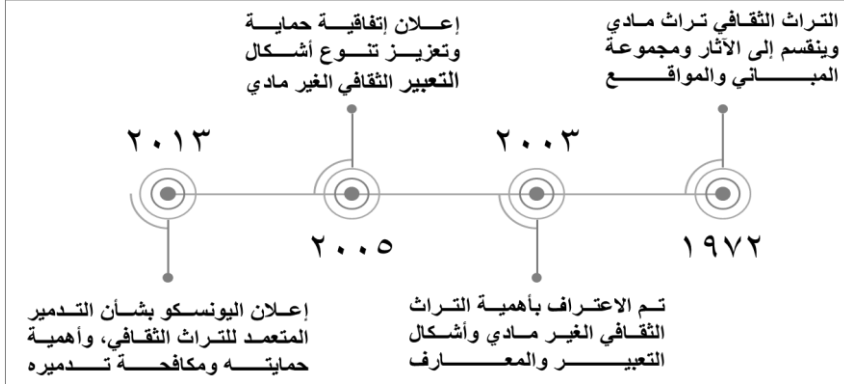 التراث الثقافي تراث مادي
وينقسم إلى الآثار ومجموعة
المباني والمواقع
١٩٧٢
٢٠٠٣
تم الاعتراف بأهمية التراث
الثقافي الغير مادي وأشكال
التعبير والمعارف
إعلان إتفاقية حماية
وتعزيز تنوع أشكال
التعبير الثقافي الغير مادي
٢٠٠٥
٢٠١٣
إعلان اليونسكو بشأن التدمير
المتعمد للتراث الثقافي، وأهمية
حمايته ومكافحة تدميره